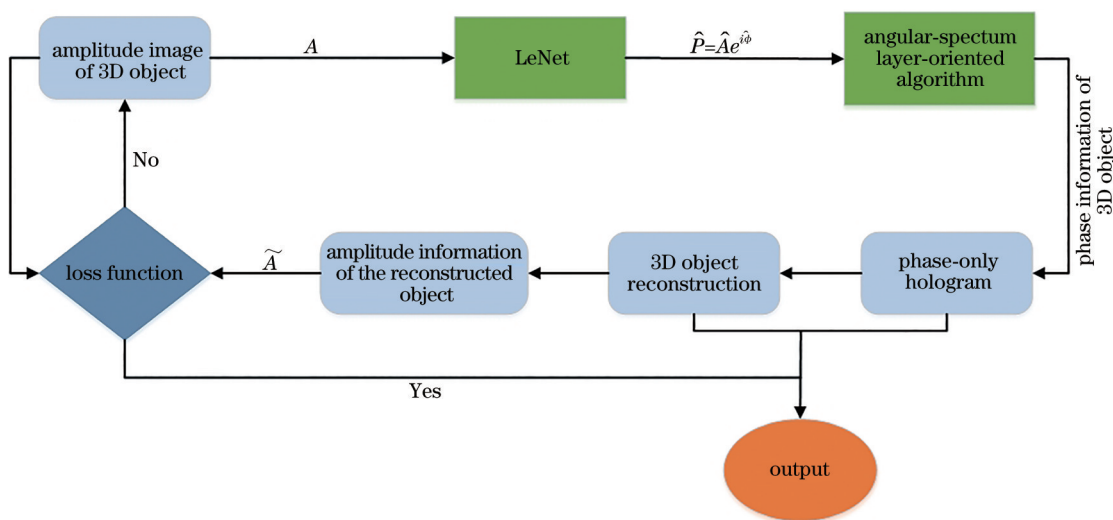 amplitude image
of 3D object
A
LeNet
P̂=Âe^{iϕ̂}
angular-spectrum
layer-oriented
algorithm
phase information of
3D object
No
loss function
Ã
amplitude information
of the reconstructed
object
3D object
reconstruction
phase-only
hologram
Yes
output